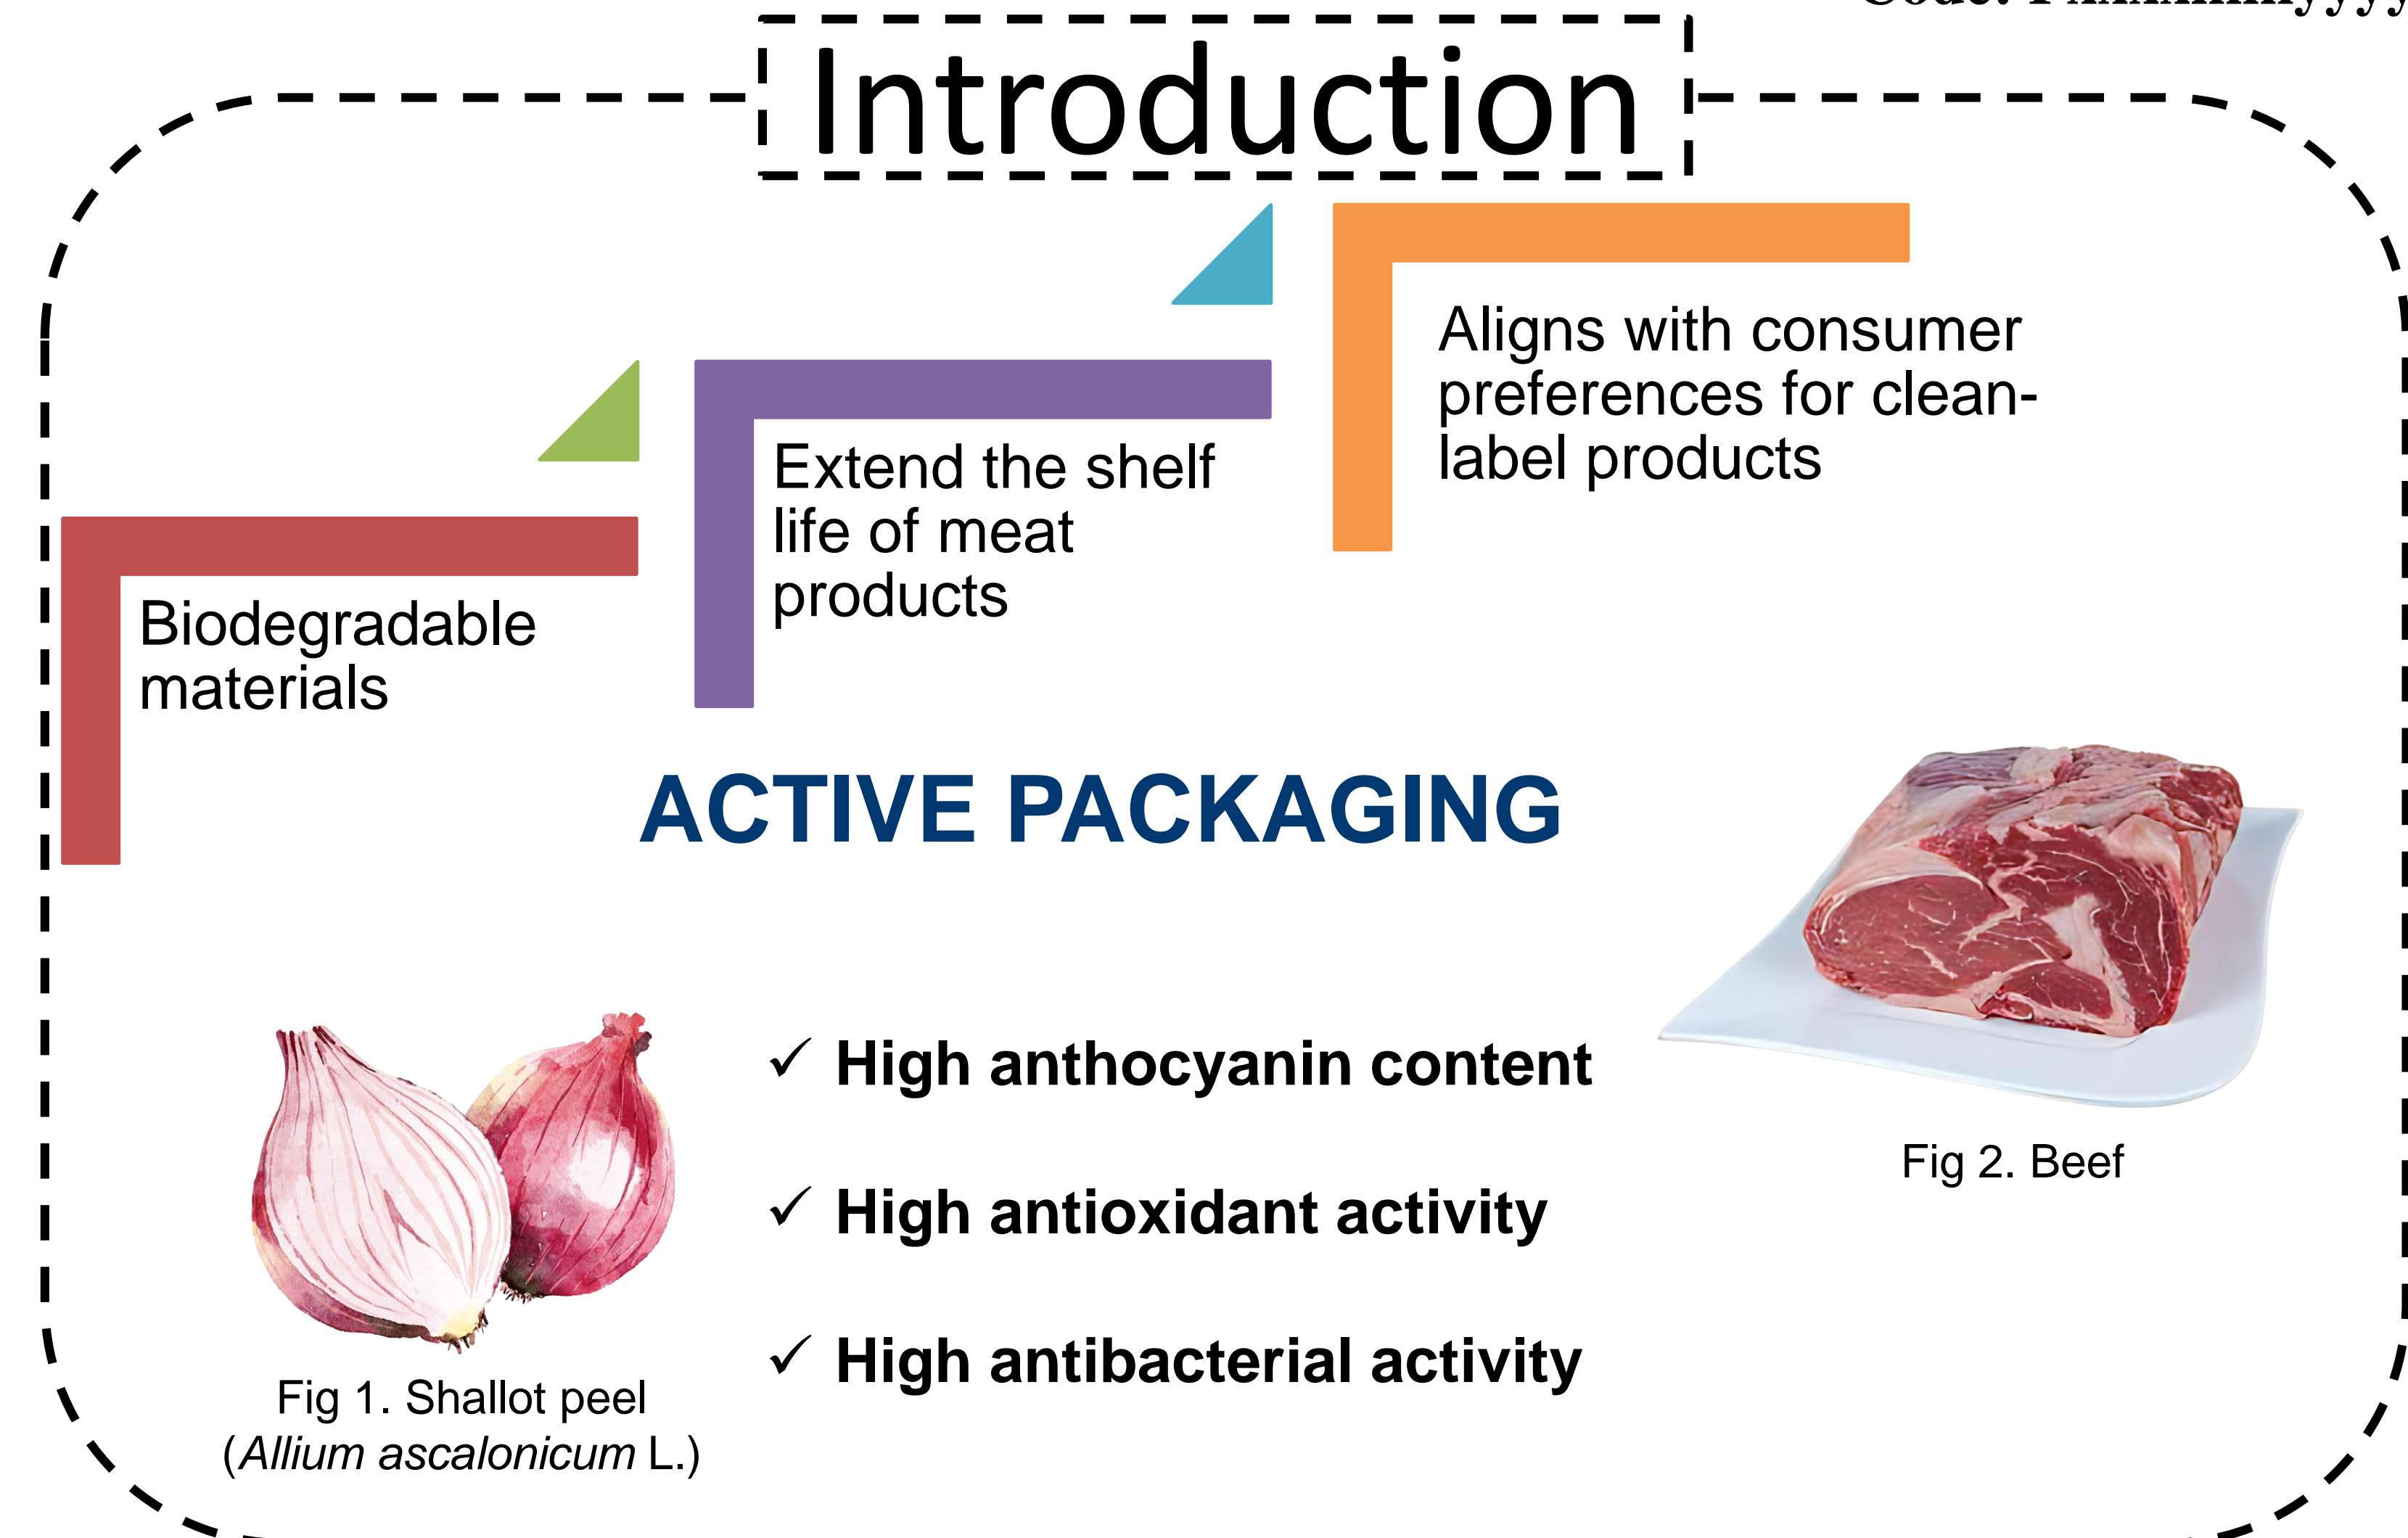 Introduction
Biodegradable
materials
Extend the shelf
life of meat
products
Aligns with consumer
preferences for clean-
label products
ACTIVE PACKAGING
✓ High anthocyanin content
✓ High antioxidant activity
✓ High antibacterial activity
Fig 1. Shallot peel
(Allium ascalonicum L.)
Fig 2. Beef